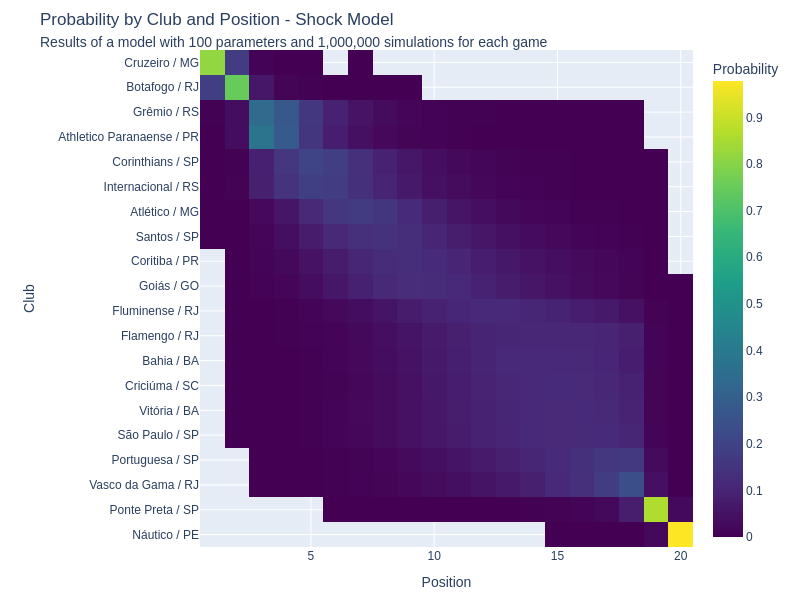 Probability by Club and Position - Shock Model
Results of a model with 100 parameters and 1,000,000 simulations for each game
Probability
Cruzeiro / MG
Botafogo / RJ
Grêmio / RS
Athletico Paranaense / PR
Corinthians / SP
Internacional / RS
Atlético / MG
Santos / SP
Coritiba / PR
Goiás / GO
Fluminense / RJ
Flamengo / RJ
Bahia / BA
Criciúma / SC
Vitória / BA
São Paulo / SP
Portuguesa / SP
Vasco da Gama / RJ
Ponte Preta / SP
Náutico / PE
Club
5
10
15
20
Position
0.9
0.8
0.7
0.6
0.5
0.4
0.3
0.2
0.1
0